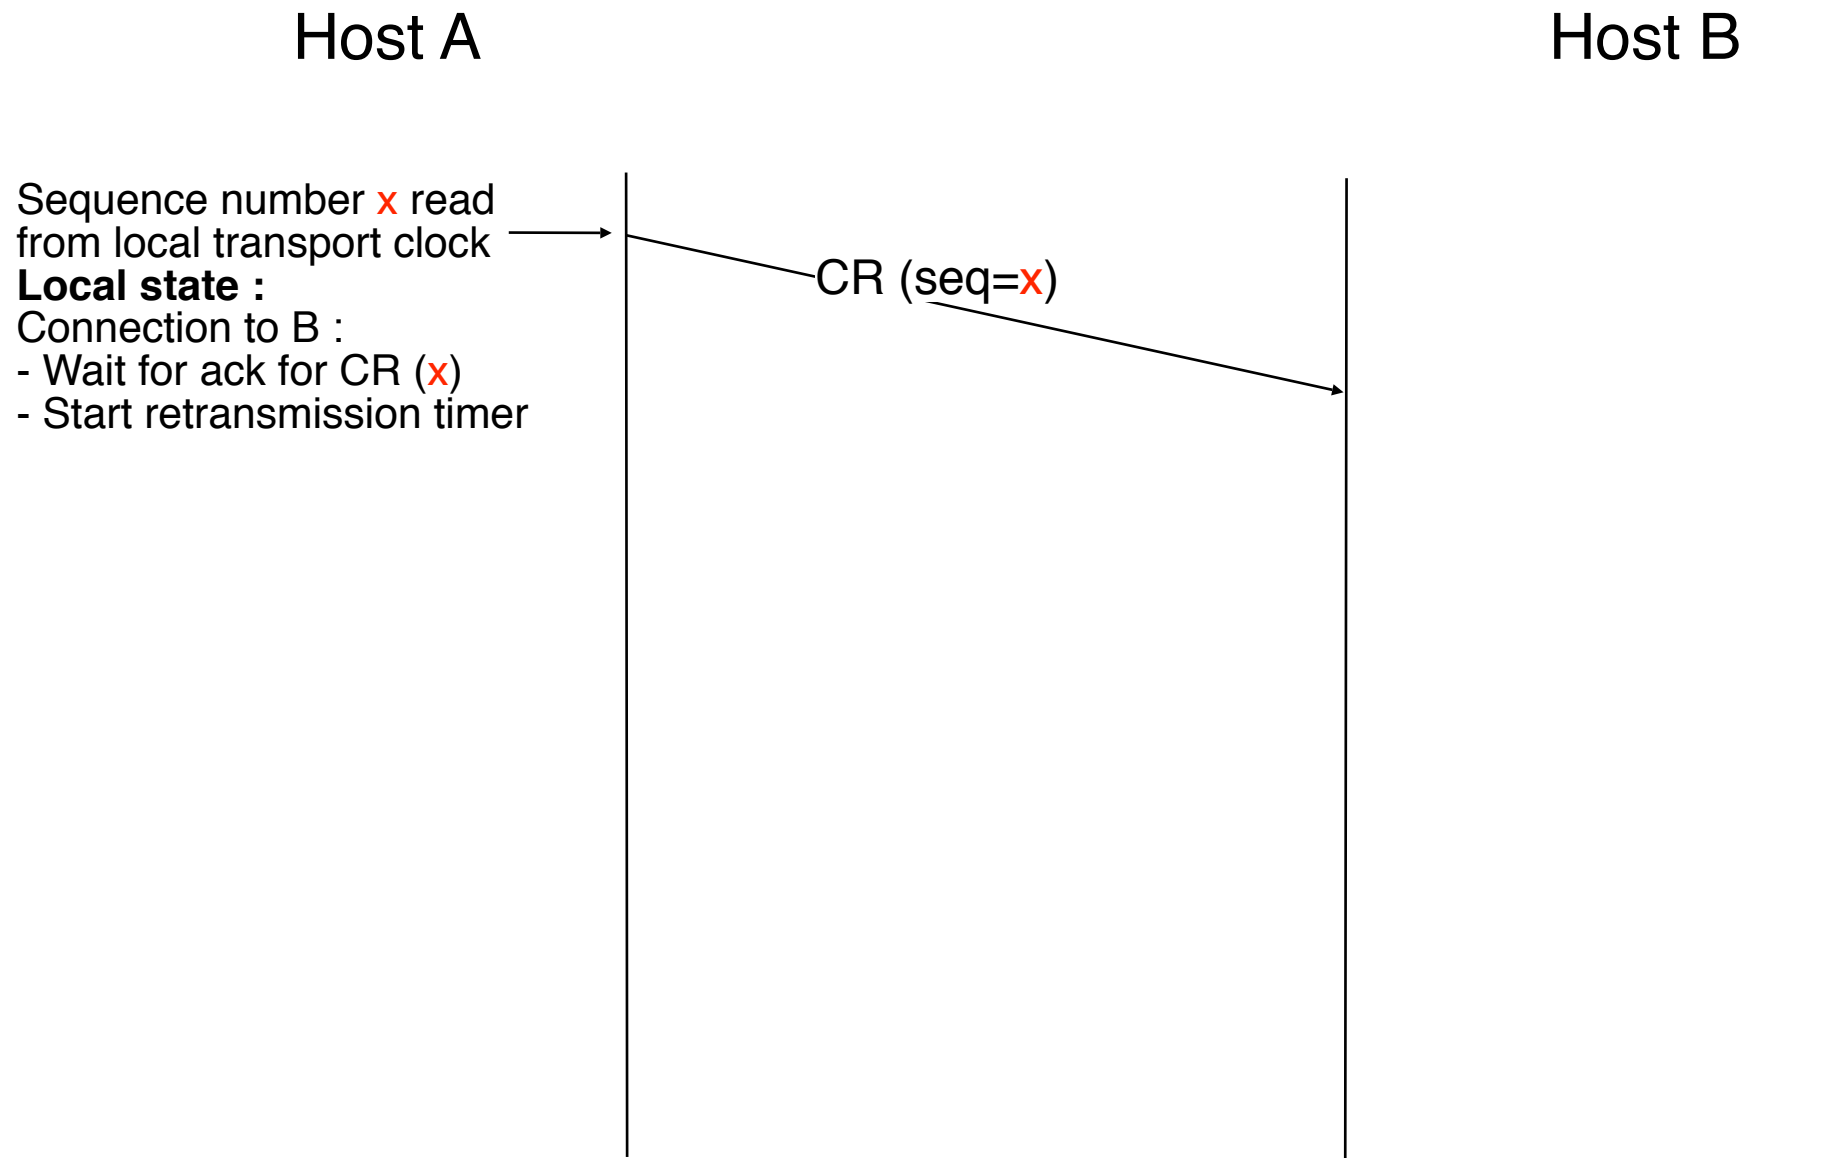 Host A
Host B
Sequence number x read
from local transport clock
Local state :
Connection to B :
- Wait for ack for CR (x)
- Start retransmission timer
CR (seq=x)